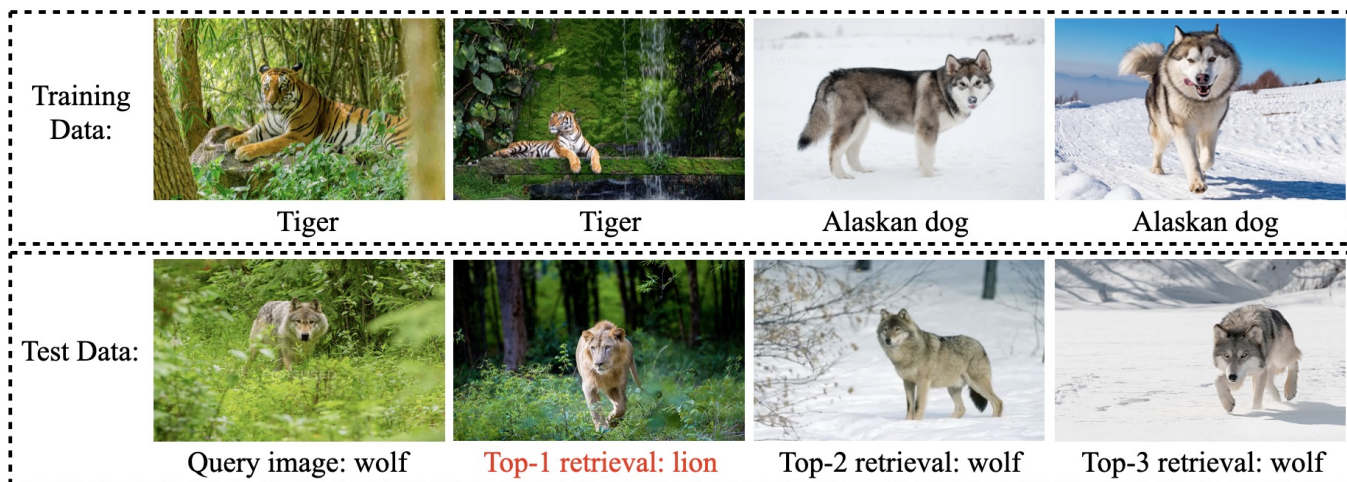 Training
Data:
Tiger
Tiger
Alaskan dog
Alaskan dog
Test Data:
Query image: wolf
Top-1 retrieval: lion
Top-2 retrieval: wolf
Top-3 retrieval: wolf